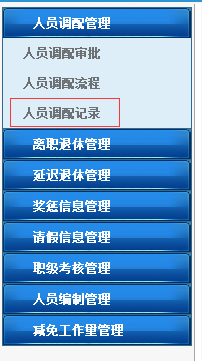 人员调配管理
人员调配审批
人员调配流程
人员调配记录
离职退休管理
延迟退休管理
奖惩信息管理
请假信息管理
职级考核管理
人员编制管理
减免工作量管理